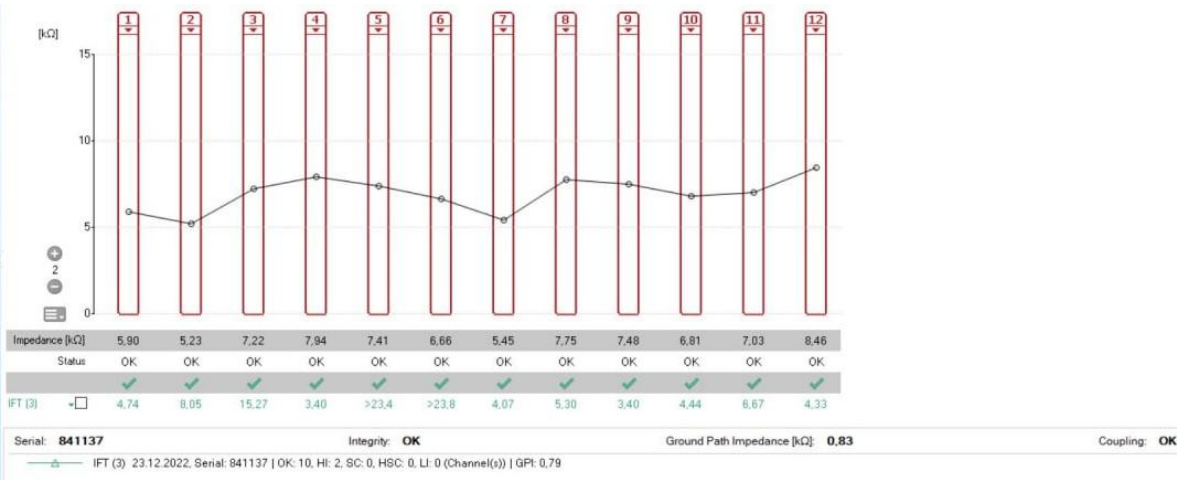 1 2 3 4 5 6 7 8 9 10 11 12
[kΩ]
15
10
5
2
0
Impedance [kΩ] 5,90 5,23 7,22 7,94 7,41 6,66 5,45 7,75 7,48 6,81 7,03 8,46
Status OK OK OK OK OK OK OK OK OK OK OK OK
IFT (3) 4,74 8,05 15,27 3,40 >23,4 >23,8 4,07 5,30 3,40 4,44 6,67 4,33
Serial: 841137 Integrity: OK Ground Path Impedance [kΩ]: 0,83 Coupling: OK
IFT (3) 23.12.2022, Serial: 841137 | OK: 10, HI: 2, SC: 0, HSC: 0, LI: 0 (Channel(s)) | GPI: 0,79